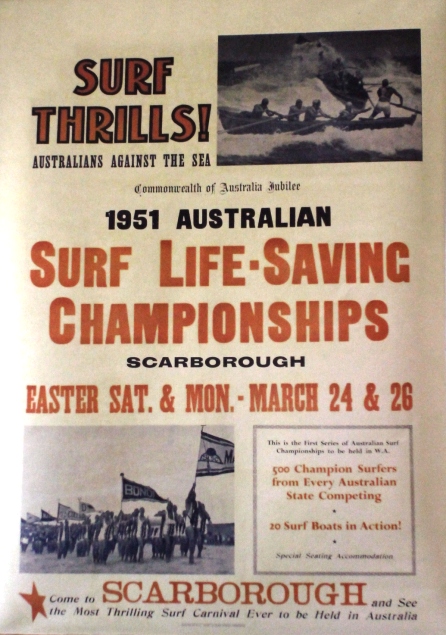 SURF
THRILLS!
AUSTRALIANS AGAINST THE SEA
Commonwealth of Australia Jubilee
1951 AUSTRALIAN
SURF LIFE-SAVING
CHAMPIONSHIPS
SCARBOROUGH
EASTER SAT. & MON. - MARCH 24 & 26
This is the First Series of Australian Surf
Championships to be held in W.A.
500 Champion Surfers
from Every Australian
State Competing
20 Surf Boats in Action!
Special Seating Accommodation
Come to SCARBOROUGH and See
the Most Thrilling Surf Carnival Ever to be Held in Australia